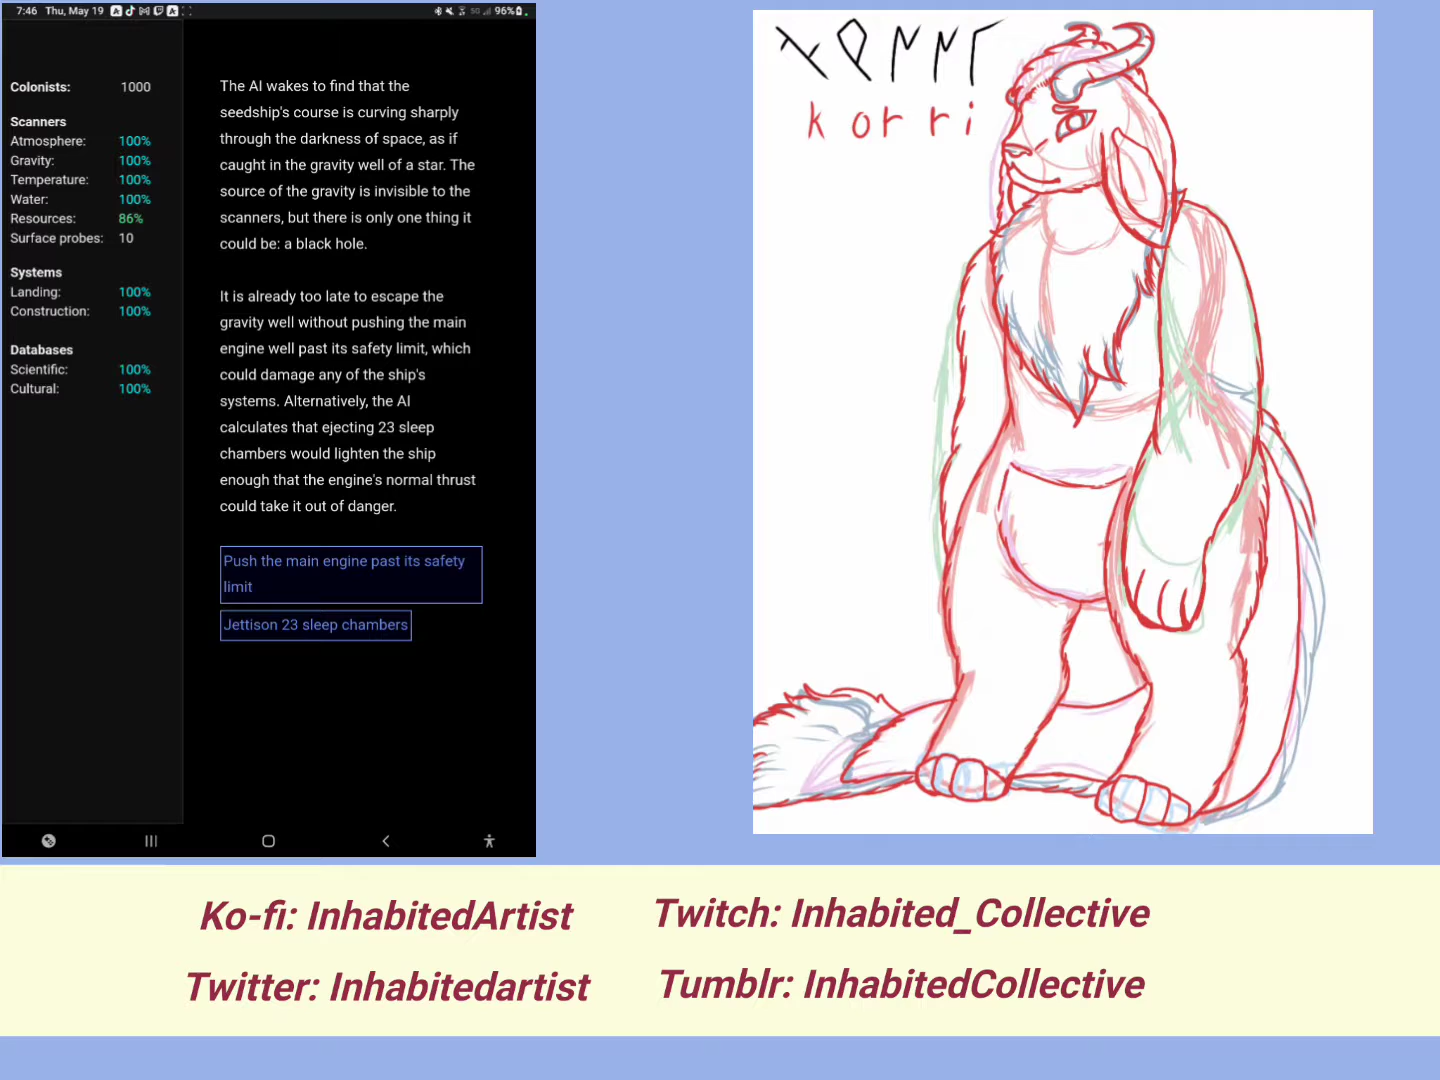 7:46 Thu, May 19
5G 96%
Colonists: 1000
Scanners
Atmosphere: 100%
Gravity: 100%
Temperature: 100%
Water: 100%
Resources: 86%
Surface probes: 10
Systems
Landing: 100%
Construction: 100%
Databases
Scientific: 100%
Cultural: 100%
The AI wakes to find that the
seedship's course is curving sharply
through the darkness of space, as if
caught in the gravity well of a star. The
source of the gravity is invisible to the
scanners, but there is only one thing it
could be: a black hole.
It is already too late to escape the
gravity well without pushing the main
engine well past its safety limit, which
could damage any of the ship's
systems. Alternatively, the AI
calculates that ejecting 23 sleep
chambers would lighten the ship
enough that the engine's normal thrust
could take it out of danger.
Push the main engine past its safety
limit
Jettison 23 sleep chambers
korri
Ko-fi: InhabitedArtist
Twitch: Inhabited_Collective
Twitter: Inhabitedartist
Tumblr: InhabitedCollective